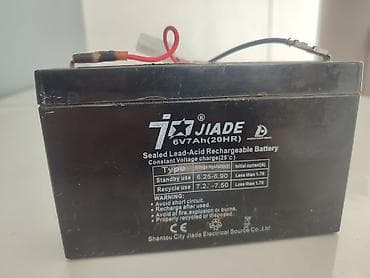 JIADE
6V7Ah(20HR)
Sealed Lead-Acid Rechargeable Battery
Constant Voltage charge(25°C)
Type
Standby use 6.25-6.90 Less than 1.75
Recycle use 7.2 -7.50 Less than 1.75
Avoid short circuit.
Recharge after used.
Avoid of fire, explosion or burns.
Properly recycled or disposed.
CE
Shantou City Jiade Electrical Source Co.,Ltd